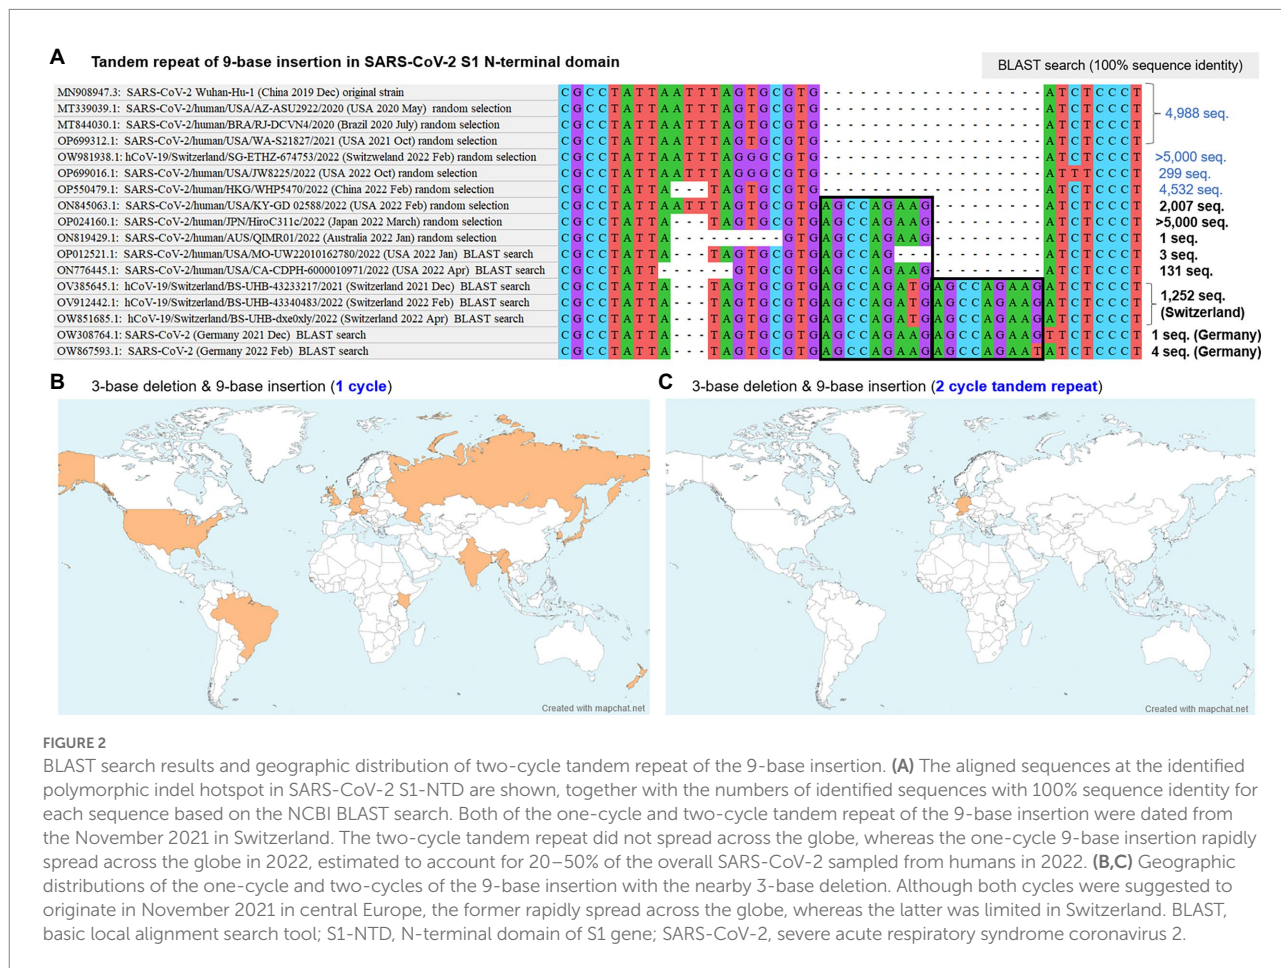 A Tandem repeat of 9-base insertion in SARS-CoV-2 S1 N-terminal domain
BLAST search (100% sequence identity)
MN908947.3: SARS-CoV-2 Wuhan-Hu-1 (China 2019 Dec) original strain C G C C T A T T A A T T T A G T G C G T G - - - - - - - - - - - - - - - - - - A T C T C C C T
MT339039.1: SARS-CoV-2/human/USA/AZ-ASU2922/2020 (USA 2020 May) random selection C G C C T A T T A A T T T A G T G C G T G - - - - - - - - - - - - - - - - - - A T C T C C C T
4,988 seq.
MT844030.1: SARS-CoV-2/human/BRA/RJ-DCVN4/2020 (Brazil 2020 July) random selection C G C C T A T T A A T T T A G T G C G T G - - - - - - - - - - - - - - - - - - A T C T C C C T
OP699312.1: SARS-CoV-2/human/USA/WA-S21827/2021 (USA 2021 Oct) random selection C G C C T A T T A A T T T A G T G C G T G - - - - - - - - - - - - - - - - - - A T C T C C C T
OW981938.1: hCoV-19/Switzerland/SG-ETHZ-674753/2022 (Switzweland 2022 Feb) random selection C G C C T A T T A A T T T A G G G C G T G - - - - - - - - - - - - - - - - - - A T C T C C C T >5,000 seq.
OP699016.1: SARS-CoV-2/human/USA/JW8225/2022 (USA 2022 Oct) random selection C G C C T A T T A A T T T A G G G C G T G - - - - - - - - - - - - - - - - - - A T T T C C C T 299 seq.
OP550479.1: SARS-CoV-2/human/HKG/WHP5470/2022 (China 2022 Feb) random selection C G C C T A T T A - - - T A G T G C G T G - - - - - - - - - - - - - - - - - - A T C T C C C T 4,532 seq.
ON845063.1: SARS-CoV-2/human/USA/KY-GD 02588/2022 (USA 2022 Feb) random selection C G C C T A T T A A T T T A G T G C G T G A G C C A G A A G - - - - - - - - - A T C T C C C T 2,007 seq.
OP024160.1: SARS-CoV-2/human/JPN/HiroC311c/2022 (Japan 2022 March) random selection C G C C T A T T A - - - T A G T G C G T G A G C C A G A A G - - - - - - - - - A T C T C C C T >5,000 seq.
ON819429.1: SARS-CoV-2/human/AUS/QIMR01/2022 (Australia 2022 Jan) random selection C G C C T A T T A - - - - - - - - - G T G A G C C A G A A G - - - - - - - - - A T C T C C C T 1 seq.
OP012521.1: SARS-CoV-2/human/USA/MO-UW22010162780/2022 (USA 2022 Jan) BLAST search C G C C T A T T A - - - T A G T G C G T G A G C C A G - - - - - - - - - - - - A T C T C C C T 3 seq.
ON776445.1: SARS-CoV-2/human/USA/CA-CDPH-6000010971/2022 (USA 2022 Apr) BLAST search C G C C T A T T - - - - - - G T G C G T G A G C C A G A A G - - - - - - - - - A T C T C C C T 131 seq.
OV385645.1: hCoV-19/Switzerland/BS-UHB-43233217/2021 (Switzerland 2021 Dec) BLAST search C G C C T A T T A - - - T A G T G C G T G A G C C A G A T G A G C C A G A A G A T C T C C C T
OV912442.1: hCoV-19/Switzerland/BS-UHB-43340483/2022 (Switzerland 2022 Feb) BLAST search C G C C T A T T A - - - T A G T G C G T G A G C C A G A T G A G C C A G A A G A T C T C C C T
1,252 seq.
(Switzerland)
OW851685.1: hCoV-19/Switzerland/BS-UHB-dxe0xly/2022 (Switzerland 2022 Apr) BLAST search C G C C T A T T A - - - T A G T G C G T G A G C C A G A T G A G C C A G A A G A T C T C C C T
OW308764.1: SARS-CoV-2 (Germany 2021 Dec) BLAST search C G C C T A T T A - - - T A G T G C G T G A G C C A G A A G A G C C A G A A G T T C T C C C T 1 seq. (Germany)
OW867593.1: SARS-CoV-2 (Germany 2022 Feb) BLAST search C G C C T A T T A - - - T A G T G C G T G A G C C A G A A G A G C C A G A A T A T C T C C C T 4 seq. (Germany)
B 3-base deletion & 9-base insertion (1 cycle)
Created with mapchat.net
C 3-base deletion & 9-base insertion (2 cycle tandem repeat)
Created with mapchat.net
FIGURE 2
BLAST search results and geographic distribution of two-cycle tandem repeat of the 9-base insertion. (A) The aligned sequences at the identified
polymorphic indel hotspot in SARS-CoV-2 S1-NTD are shown, together with the numbers of identified sequences with 100% sequence identity for
each sequence based on the NCBI BLAST search. Both of the one-cycle and two-cycle tandem repeat of the 9-base insertion were dated from
the November 2021 in Switzerland. The two-cycle tandem repeat did not spread across the globe, whereas the one-cycle 9-base insertion rapidly
spread across the globe in 2022, estimated to account for 20–50% of the overall SARS-CoV-2 sampled from humans in 2022. (B,C) Geographic
distributions of the one-cycle and two-cycles of the 9-base insertion with the nearby 3-base deletion. Although both cycles were suggested to
originate in November 2021 in central Europe, the former rapidly spread across the globe, whereas the latter was limited in Switzerland. BLAST,
basic local alignment search tool; S1-NTD, N-terminal domain of S1 gene; SARS-CoV-2, severe acute respiratory syndrome coronavirus 2.